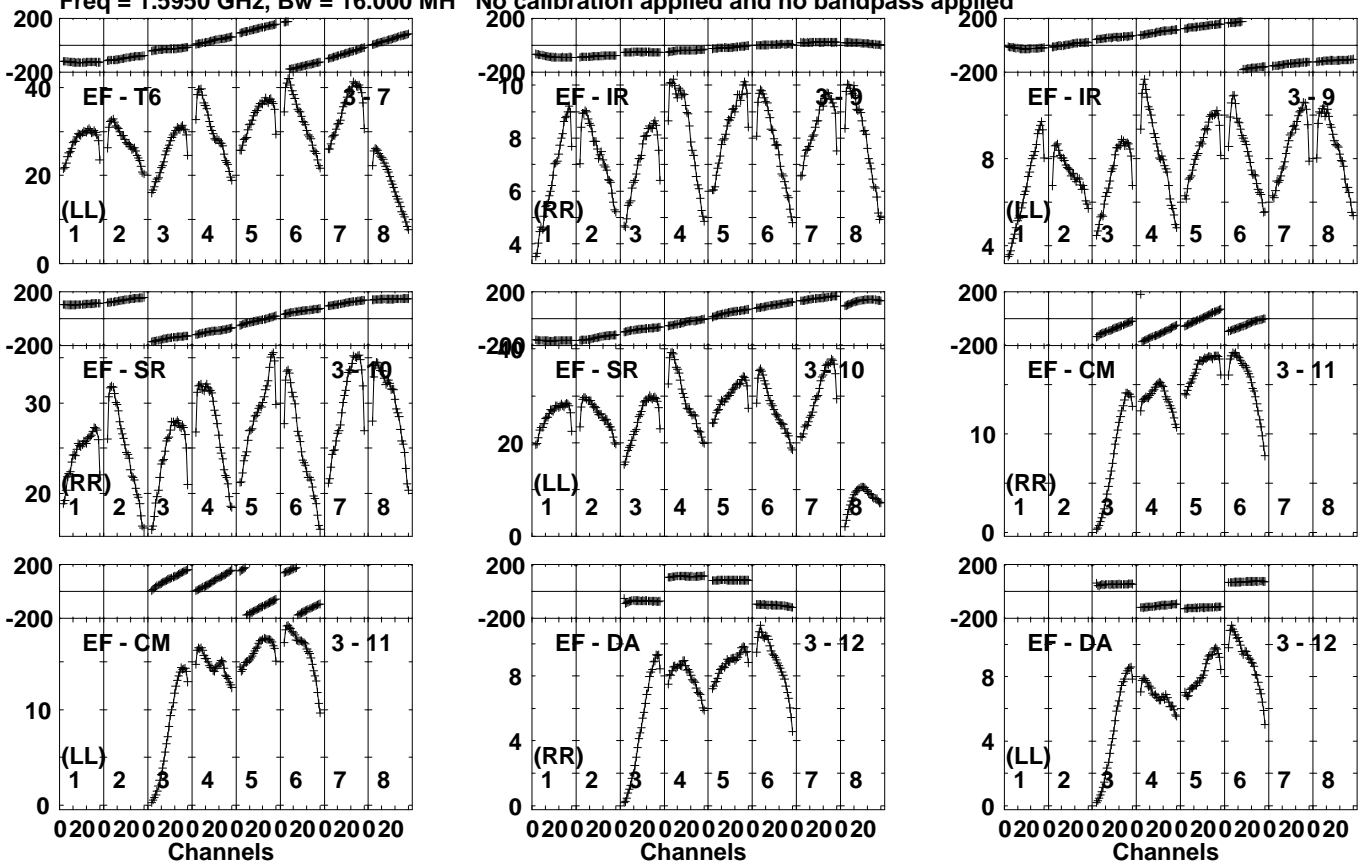 Freq = 1.5950 GHz, Bw = 16.000 MH No calibration applied and no bandpass applied
200
-200
40
20
0
EF - T6 3 - 7
(LL)
1 2 3 4 5 6 7 8
200
-200
10
8
6
4
EF - IR 3 - 9
(RR)
1 2 3 4 5 6 7 8
200
-200
8
4
EF - IR 3 - 9
(LL)
1 2 3 4 5 6 7 8
200
-200
30
20
EF - SR 3 - 10
(RR)
1 2 3 4 5 6 7 8
200
-200
40
20
0
EF - SR 3 - 10
(LL)
1 2 3 4 5 6 7 8
200
-200
10
0
EF - CM 3 - 11
(RR)
1 2 3 4 5 6 7 8
200
-200
10
0
EF - CM 3 - 11
(LL)
1 2 3 4 5 6 7 8
0 20 0 20 0 20 0 20 0 20 0 20 0 20 0 20
Channels
200
-200
8
4
0
EF - DA 3 - 12
(RR)
1 2 3 4 5 6 7 8
0 20 0 20 0 20 0 20 0 20 0 20 0 20 0 20
Channels
200
-200
8
4
0
EF - DA 3 - 12
(LL)
1 2 3 4 5 6 7 8
0 20 0 20 0 20 0 20 0 20 0 20 0 20 0 20
Channels